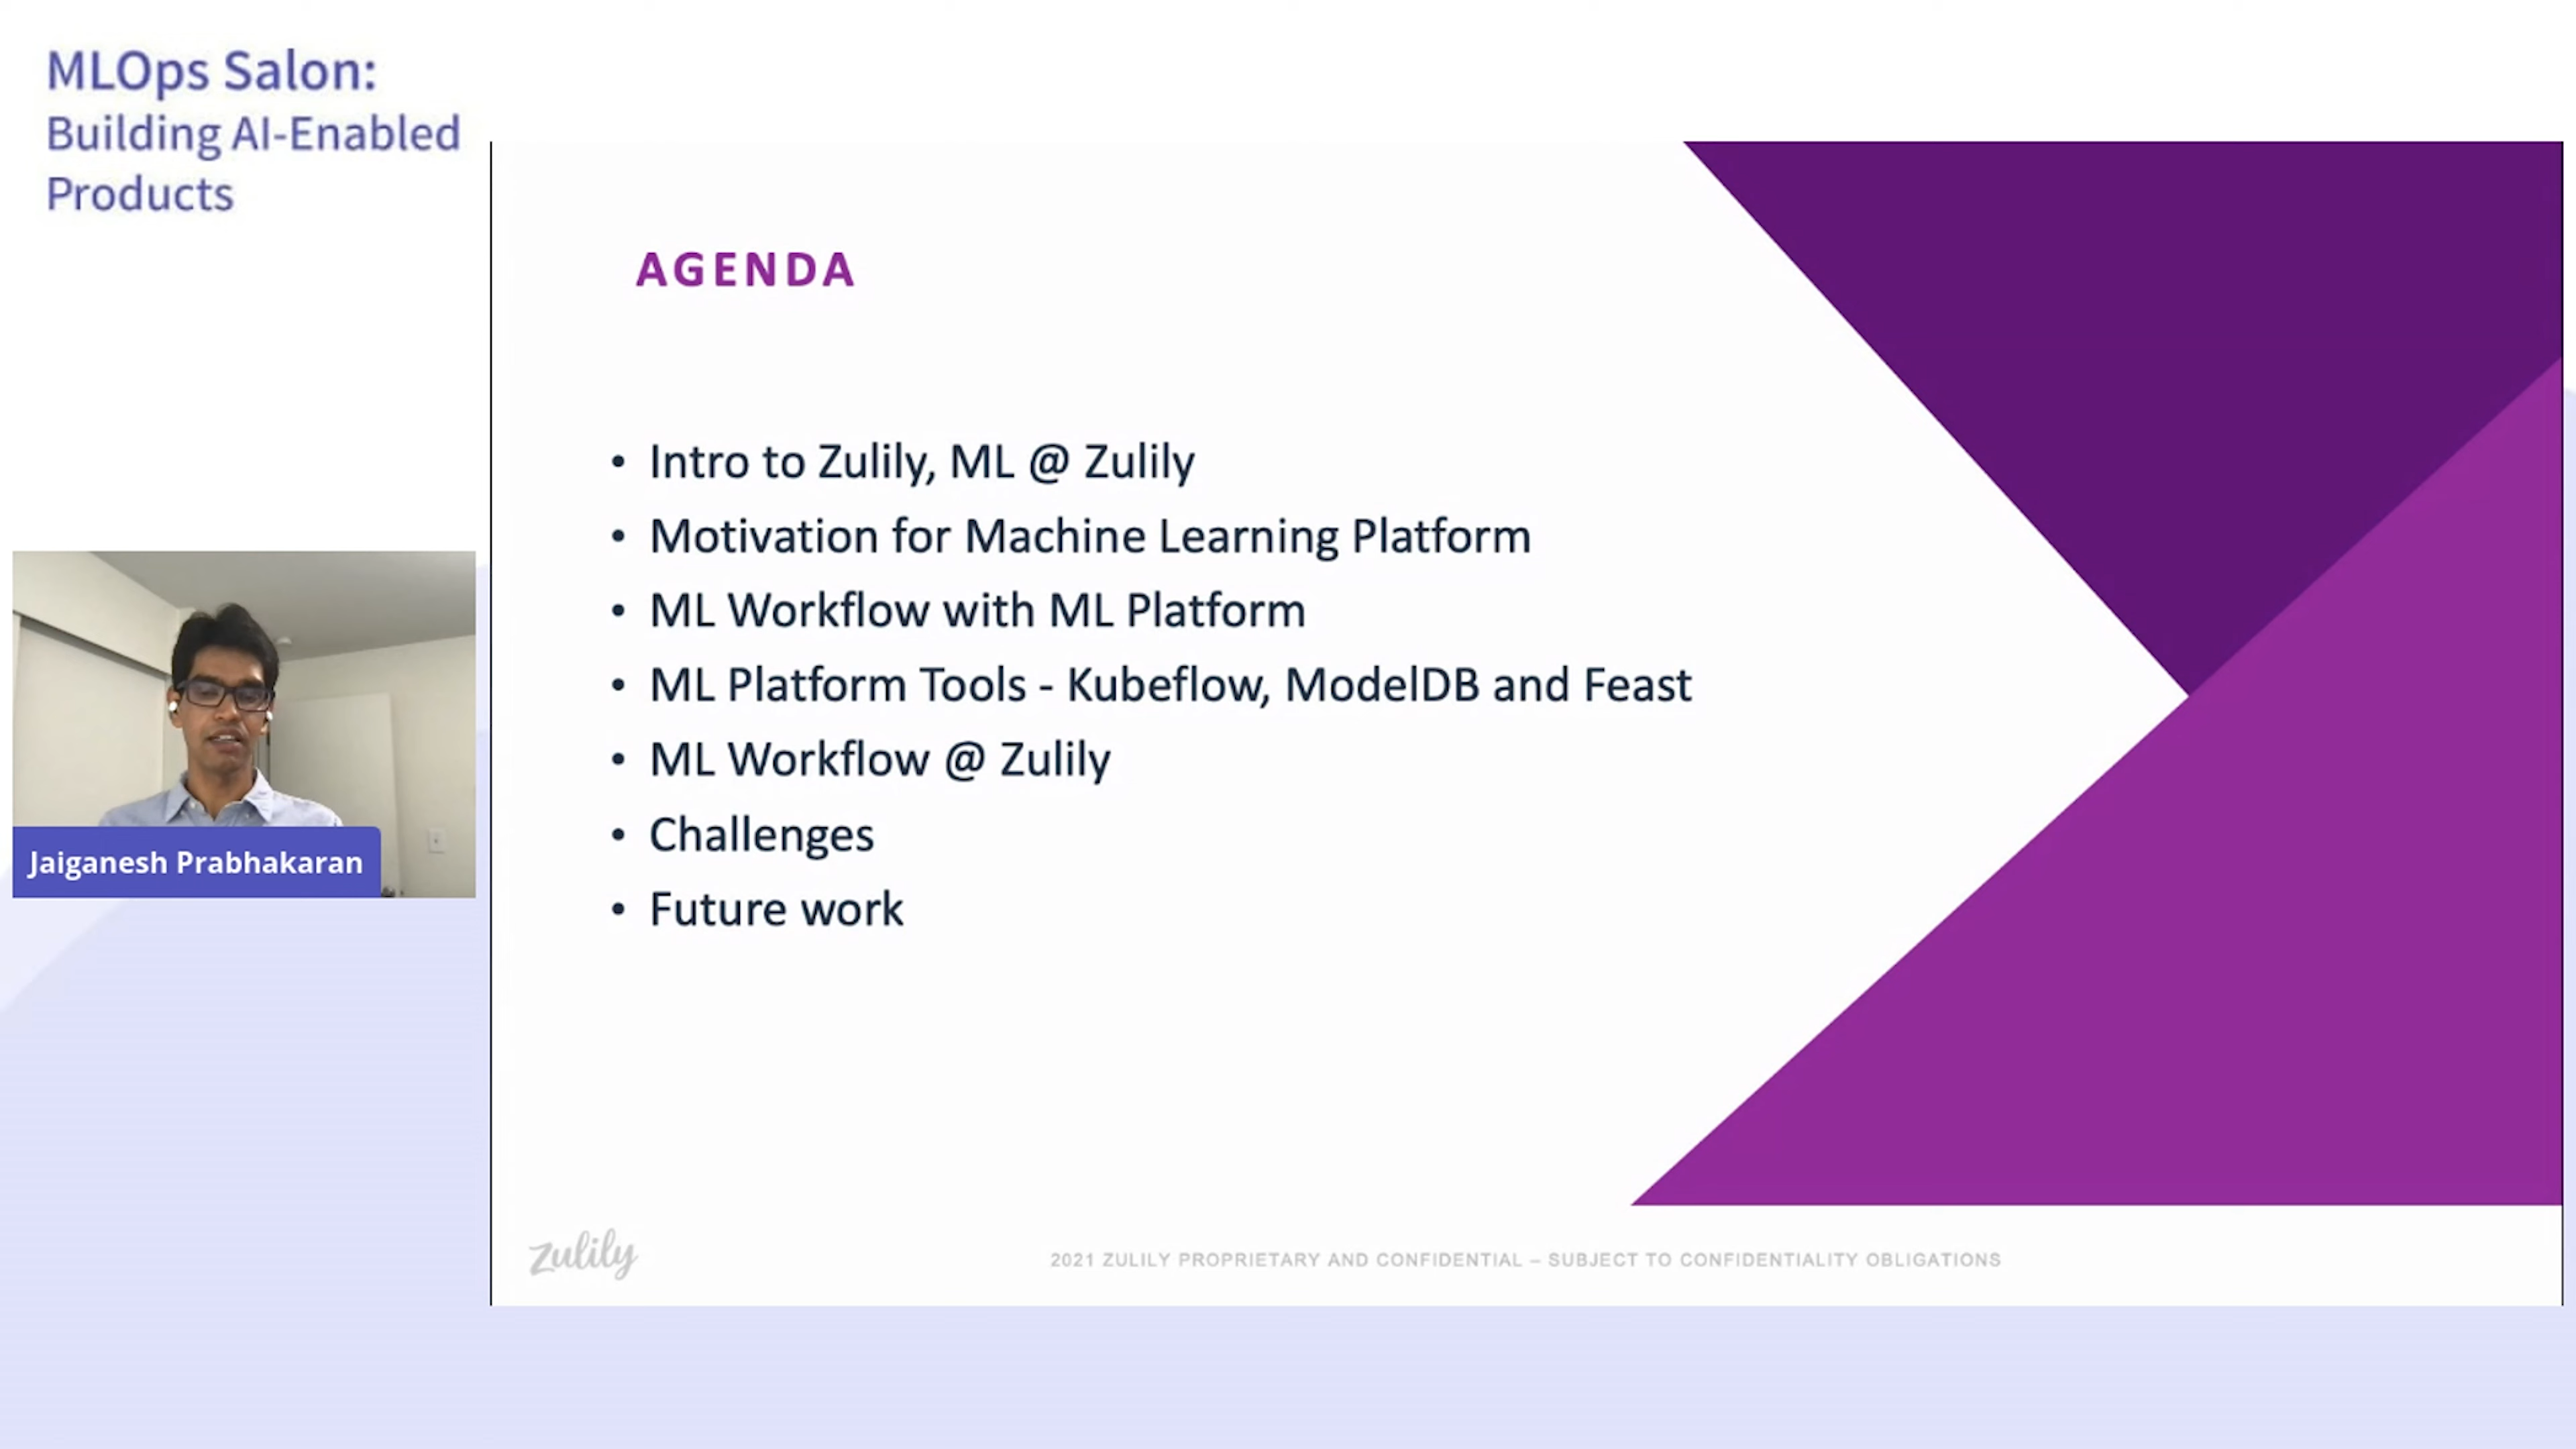 MLOps Salon:
Building AI-Enabled
Products
AGENDA
• Intro to Zulily, ML @ Zulily
• Motivation for Machine Learning Platform
• ML Workflow with ML Platform
• ML Platform Tools - Kubeflow, ModelDB and Feast
• ML Workflow @ Zulily
• Challenges
• Future work
Jaiganesh Prabhakaran
zulily
2021 ZULILY PROPRIETARY AND CONFIDENTIAL – SUBJECT TO CONFIDENTIALITY OBLIGATIONS